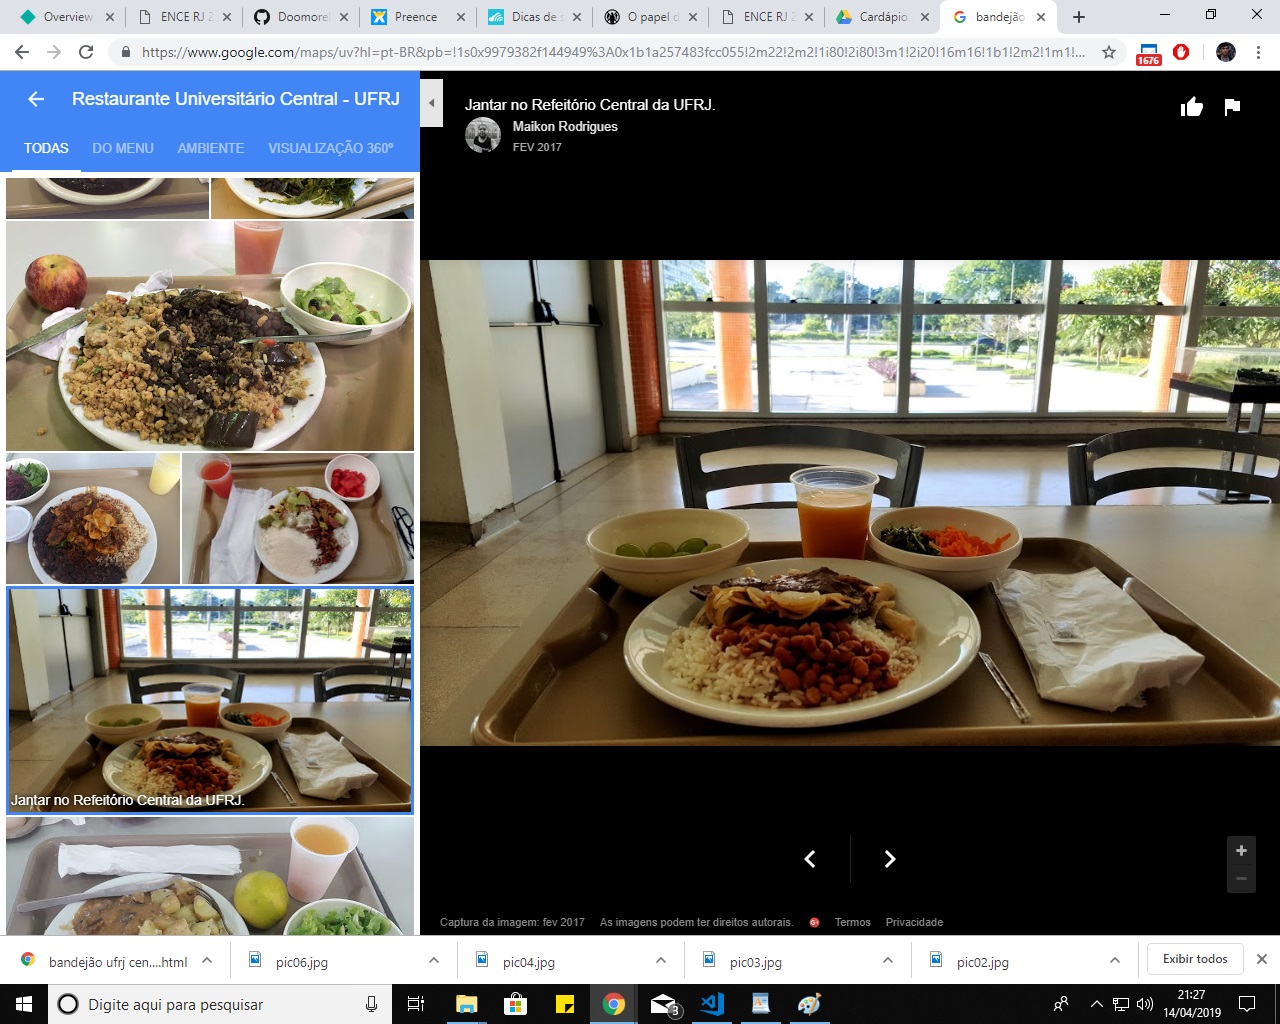 Overview
ENCE RJ 2
Doomore
Preence
Dicas de s
O papel d
ENCE RJ 2
Cardápio
bandejão
https://www.google.com/maps/uv?hl=pt-BR&pb=!1s0x9979382f144949%3A0x1b1a257483fcc055!2m22!2m2!1i80!2i80!3m1!2i20!16m16!1b1!2m2!1m1!...
1676
Restaurante Universitário Central - UFRJ
TODAS
DO MENU
AMBIENTE
VISUALIZAÇÃO 360º
Jantar no Refeitório Central da UFRJ.
Maikon Rodrigues
FEV 2017
Jantar no Refeitório Central da UFRJ.
Captura da imagem: fev 2017
As imagens podem ter direitos autorais.
Termos
Privacidade
bandejão ufrj cen....html
pic06.jpg
pic04.jpg
pic03.jpg
pic02.jpg
Exibir todos
Digite aqui para pesquisar
3
21:27
14/04/2019